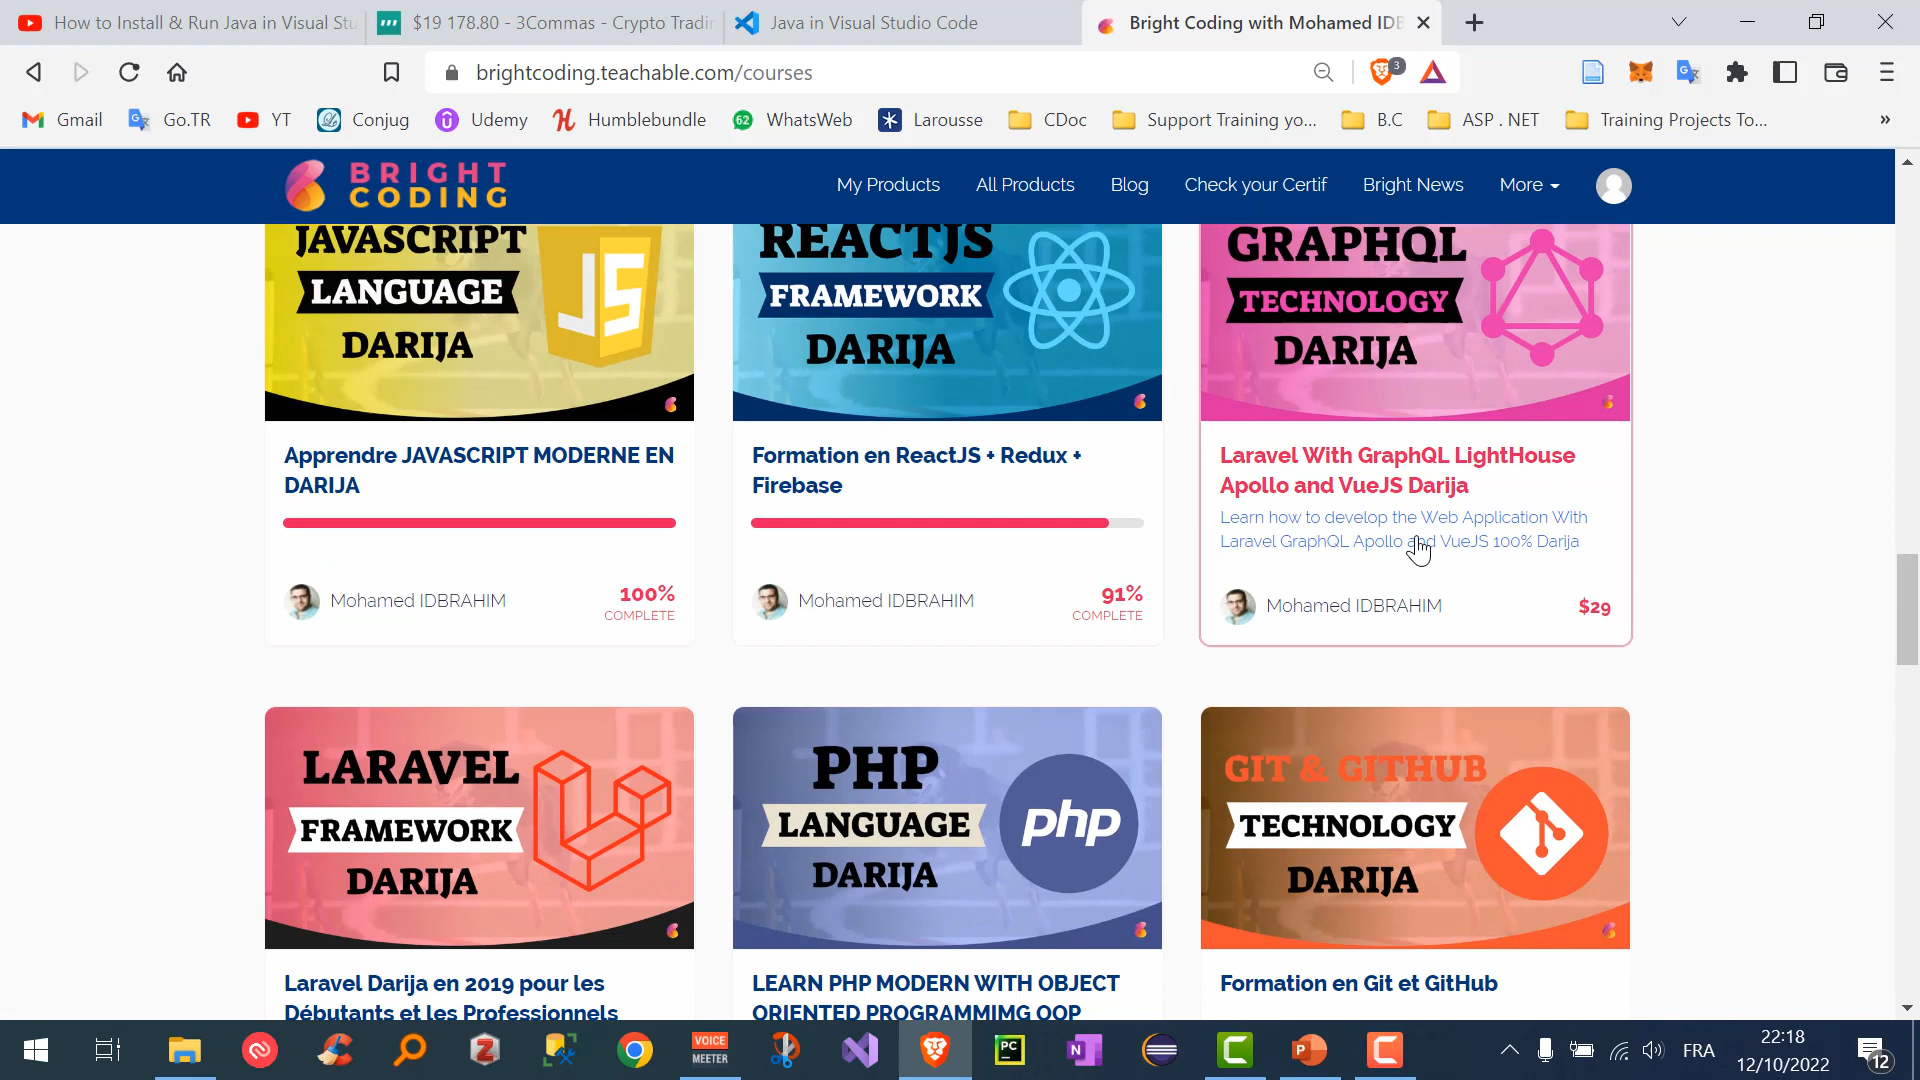 How to Install & Run Java in Visual Stu
$19 178.80 - 3Commas - Crypto Tradin
Java in Visual Studio Code
Bright Coding with Mohamed IDB
brightcoding.teachable.com/courses
3
Gmail
Go.TR
YT
Conjug
Udemy
Humblebundle
62
WhatsWeb
Larousse
CDoc
Support Training yo...
B.C
ASP . NET
Training Projects To...
»
BRIGHT
CODING
My Products
All Products
Blog
Check your Certif
Bright News
More
JAVASCRIPT
LANGUAGE
DARIJA
JS
REACTJS
FRAMEWORK
DARIJA
GRAPHQL
TECHNOLOGY
DARIJA
Apprendre JAVASCRIPT MODERNE EN
DARIJA
Mohamed IDBRAHIM
100%
COMPLETE
Formation en ReactJS + Redux +
Firebase
Mohamed IDBRAHIM
91%
COMPLETE
Laravel With GraphQL LightHouse
Apollo and VueJS Darija
Learn how to develop the Web Application With
Laravel GraphQL Apollo and VueJS 100% Darija
Mohamed IDBRAHIM
$29
LARAVEL
FRAMEWORK
DARIJA
PHP
LANGUAGE
DARIJA
php
GIT & GITHUB
TECHNOLOGY
DARIJA
Laravel Darija en 2019 pour les
Débutants et les Professionnels
LEARN PHP MODERN WITH OBJECT
ORIENTED PROGRAMMIMG OOP
Formation en Git et GitHub
VOICE
MEETER
PC
N
P
FRA
22:18
12/10/2022
12